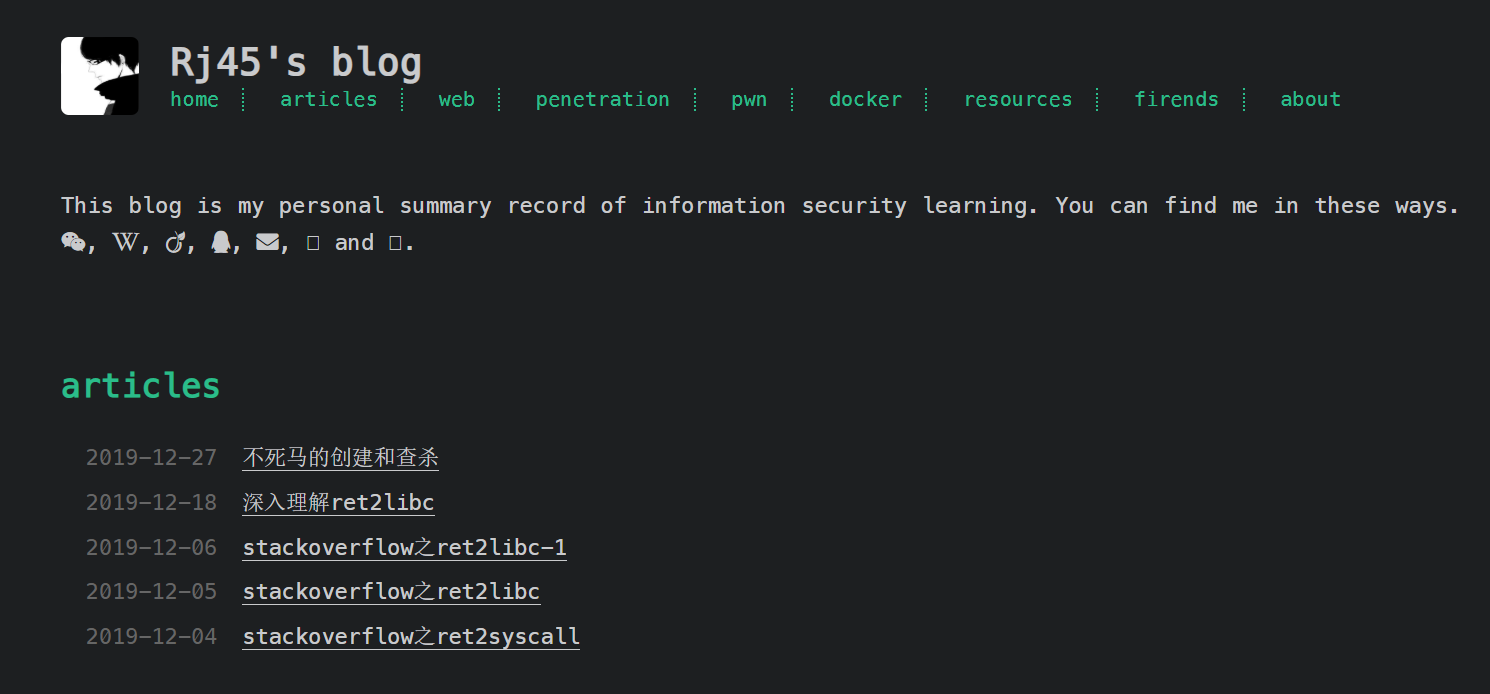 Rj45's blog
home articles web penetration pwn docker resources firends about
This blog is my personal summary record of information security learning. You can find me in these ways.
, W, , , , and .
articles
2019-12-27 不死马的创建和查杀
2019-12-18 深入理解ret2libc
2019-12-06 stackoverflow之ret2libc-1
2019-12-05 stackoverflow之ret2libc
2019-12-04 stackoverflow之ret2syscall